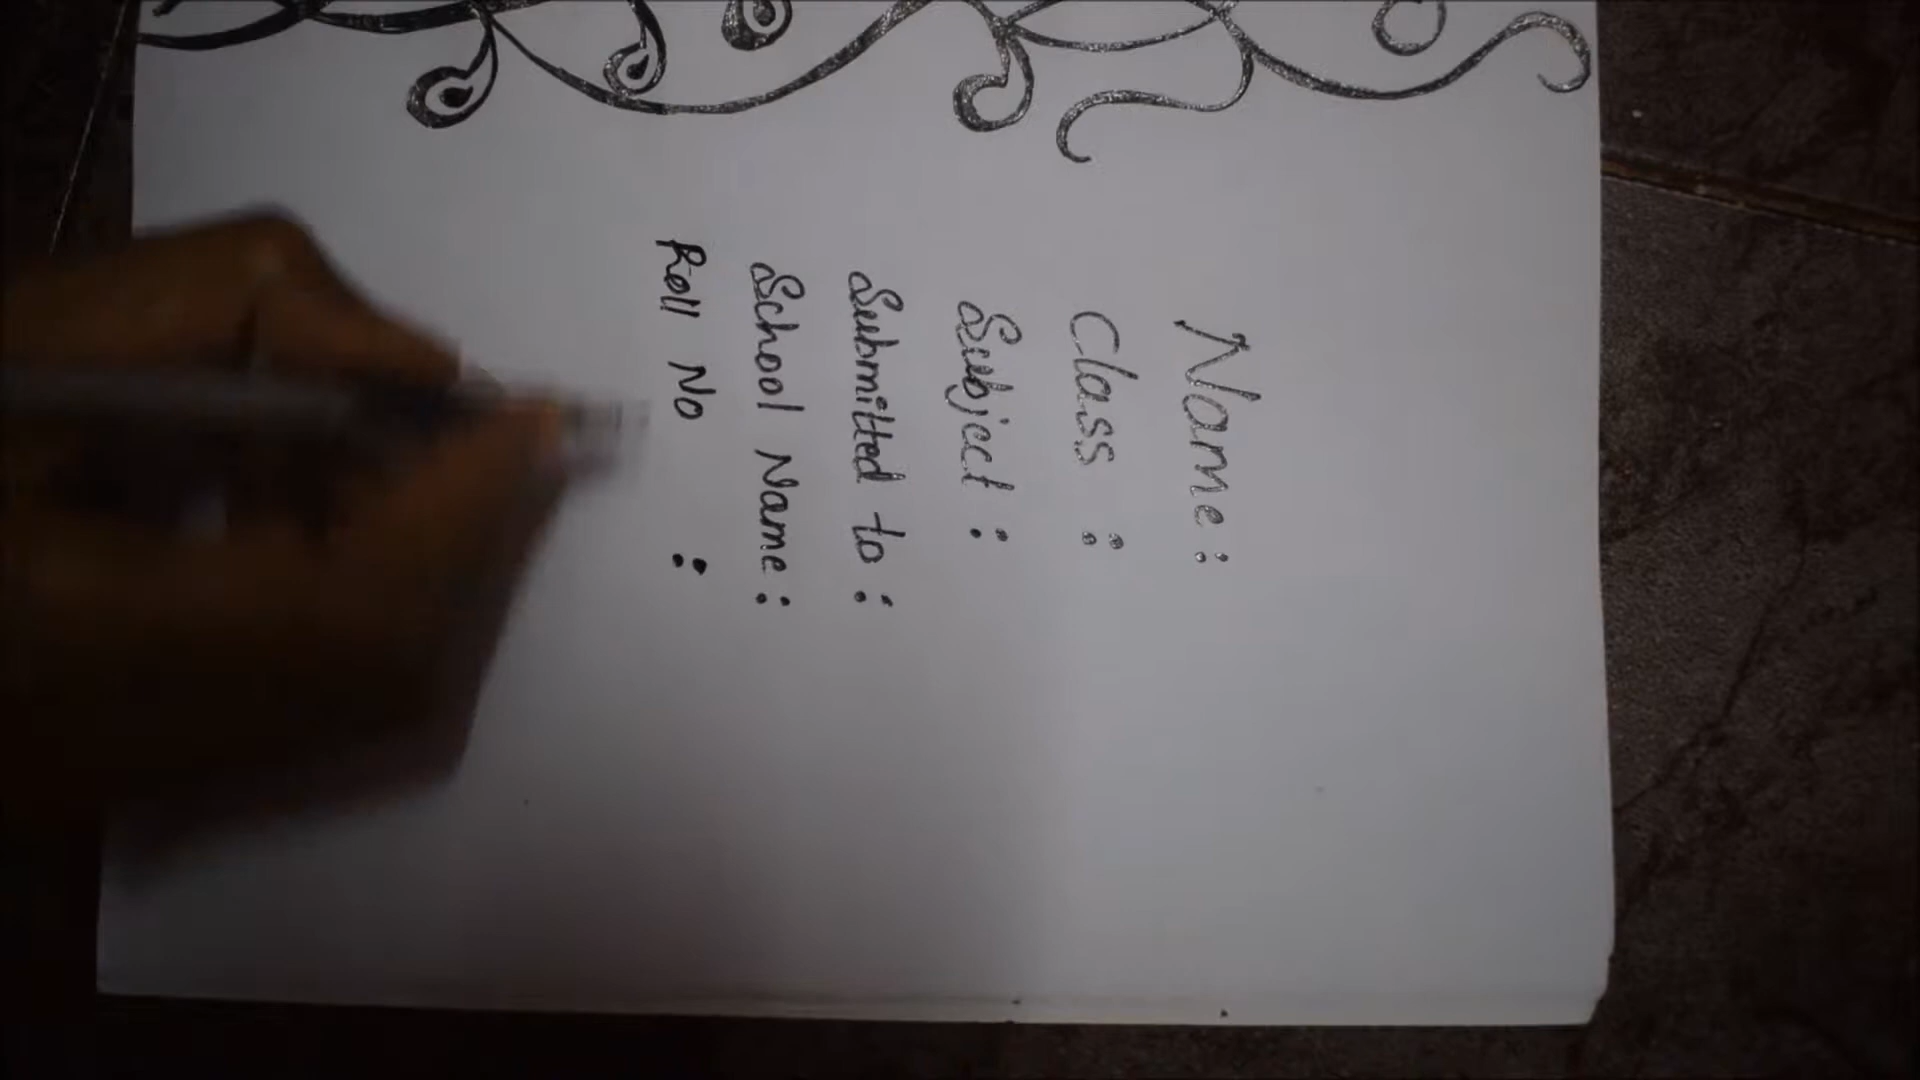 Name :
Class :
Subject :
Submitted to :
School Name :
Roll No :